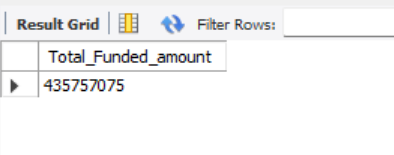 Result Grid Filter Rows:
Total_Funded_amount
435757075